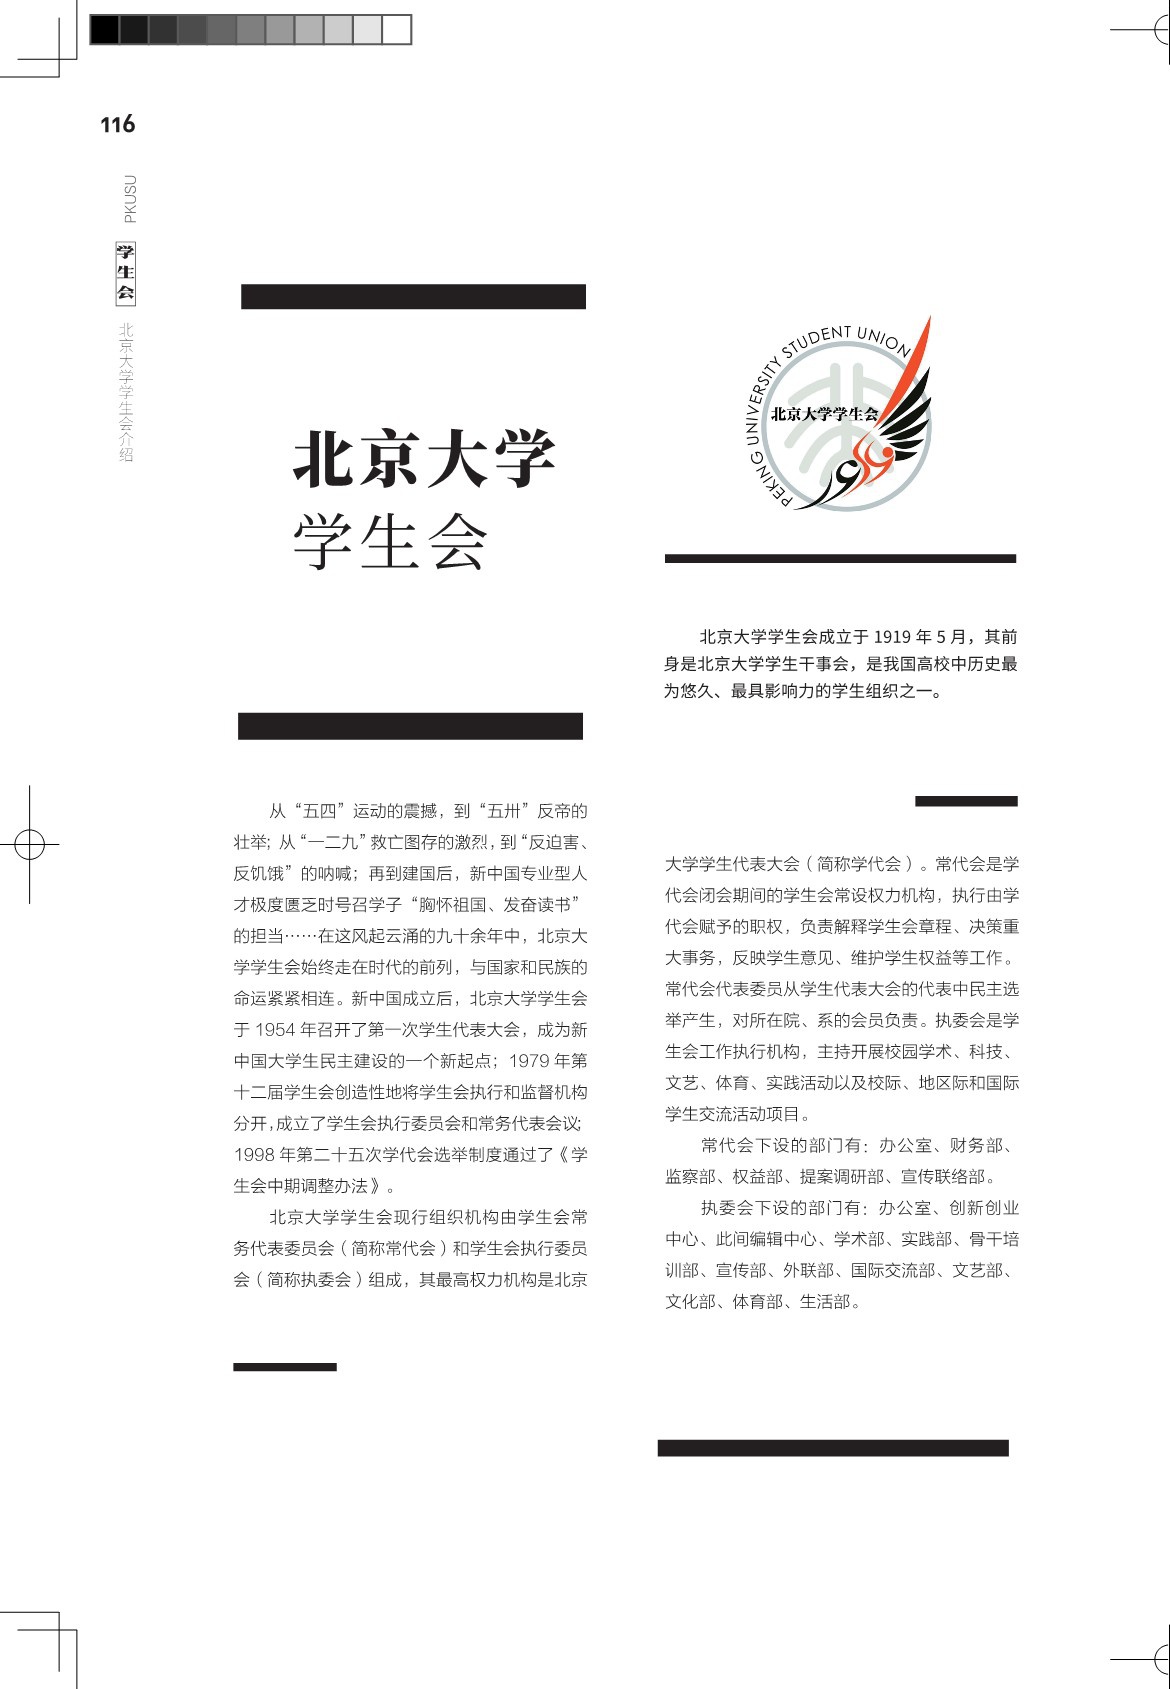 116
PKUSU
学生会
北京大学学生会介绍
北京大学
学生会
PEKING UNIVERSITY STUDENT UNION
北京大学学生会
北京大学学生会成立于 1919 年 5 月，其前
身是北京大学学生干事会，是我国高校中历史最
为悠久、最具影响力的学生组织之一。
从“五四”运动的震撼，到“五卅”反帝的
壮举；从“一二九”救亡图存的激烈，到“反迫害、
反饥饿”的呐喊；再到建国后，新中国专业型人
才极度匮乏时号召学子“胸怀祖国、发奋读书”
的担当……在这风起云涌的九十余年中，北京大
学学生会始终走在时代的前列，与国家和民族的
命运紧紧相连。新中国成立后，北京大学学生会
于 1954 年召开了第一次学生代表大会，成为新
中国大学生民主建设的一个新起点；1979 年第
十二届学生会创造性地将学生会执行和监督机构
分开，成立了学生会执行委员会和常务代表会议；
1998 年第二十五次学代会选举制度通过了《学
生会中期调整办法》。
北京大学学生会现行组织机构由学生会常
务代表委员会（简称常代会）和学生会执行委员
会（简称执委会）组成，其最高权力机构是北京
大学学生代表大会（简称学代会）。常代会是学
代会闭会期间的学生会常设权力机构，执行由学
代会赋予的职权，负责解释学生会章程、决策重
大事务，反映学生意见、维护学生权益等工作。
常代会代表委员从学生代表大会的代表中民主选
举产生，对所在院、系的会员负责。执委会是学
生会工作执行机构，主持开展校园学术、科技、
文艺、体育、实践活动以及校际、地区际和国际
学生交流活动项目。
常代会下设的部门有：办公室、财务部、
监察部、权益部、提案调研部、宣传联络部。
执委会下设的部门有：办公室、创新创业
中心、此间编辑中心、学术部、实践部、骨干培
训部、宣传部、外联部、国际交流部、文艺部、
文化部、体育部、生活部。